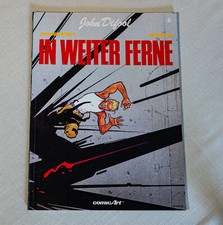 John Difool
IN WEITER FERNE
comicArt